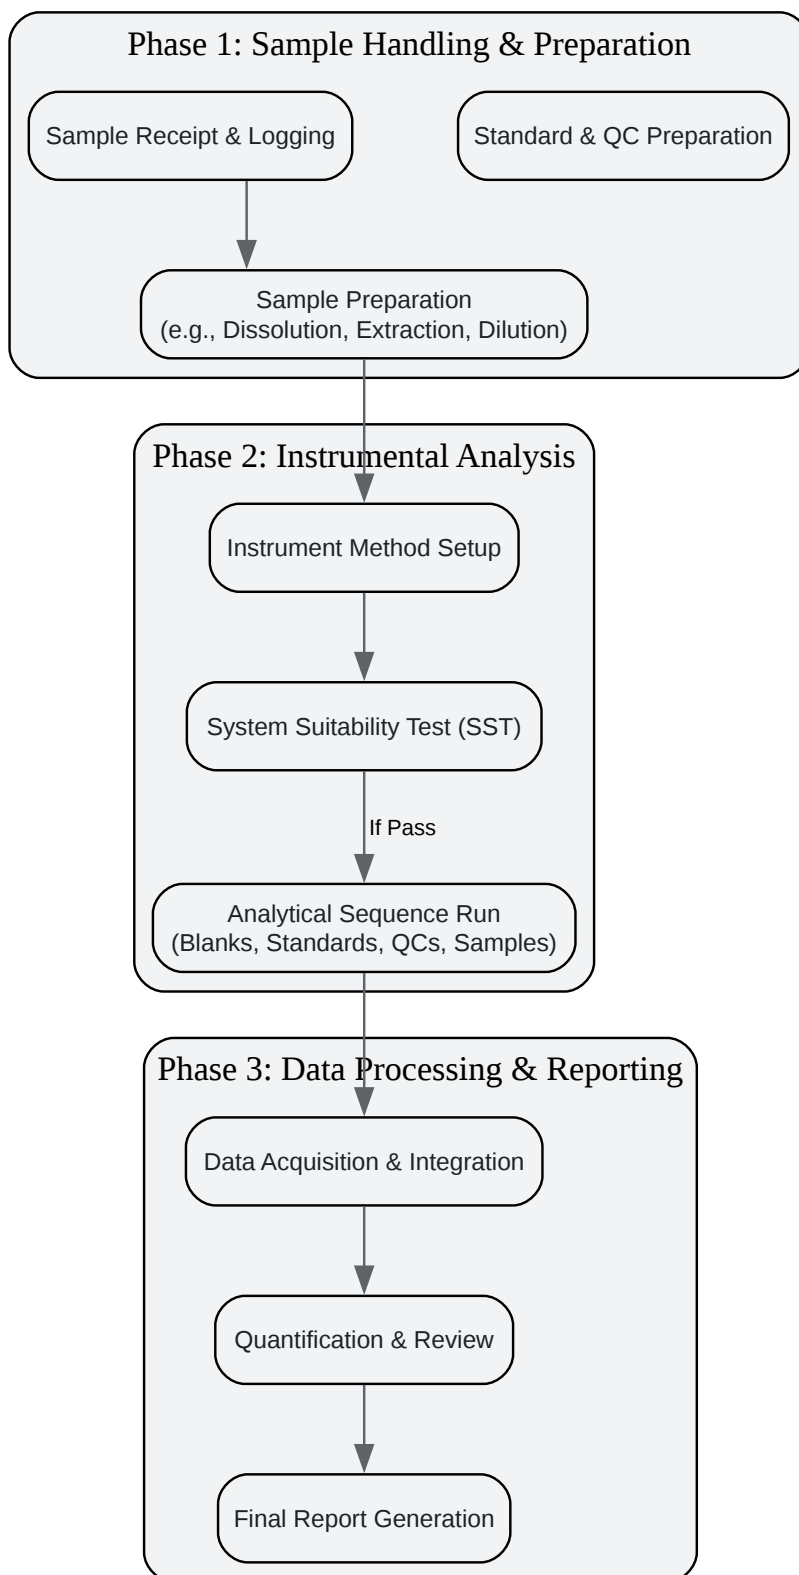 Phase 1: Sample Handling & Preparation
Sample Receipt & Logging
Standard & QC Preparation
Sample Preparation
(e.g., Dissolution, Extraction, Dilution)
Phase 2: Instrumental Analysis
Instrument Method Setup
System Suitability Test (SST)
If Pass
Analytical Sequence Run
(Blanks, Standards, QCs, Samples)
Phase 3: Data Processing & Reporting
Data Acquisition & Integration
Quantification & Review
Final Report Generation